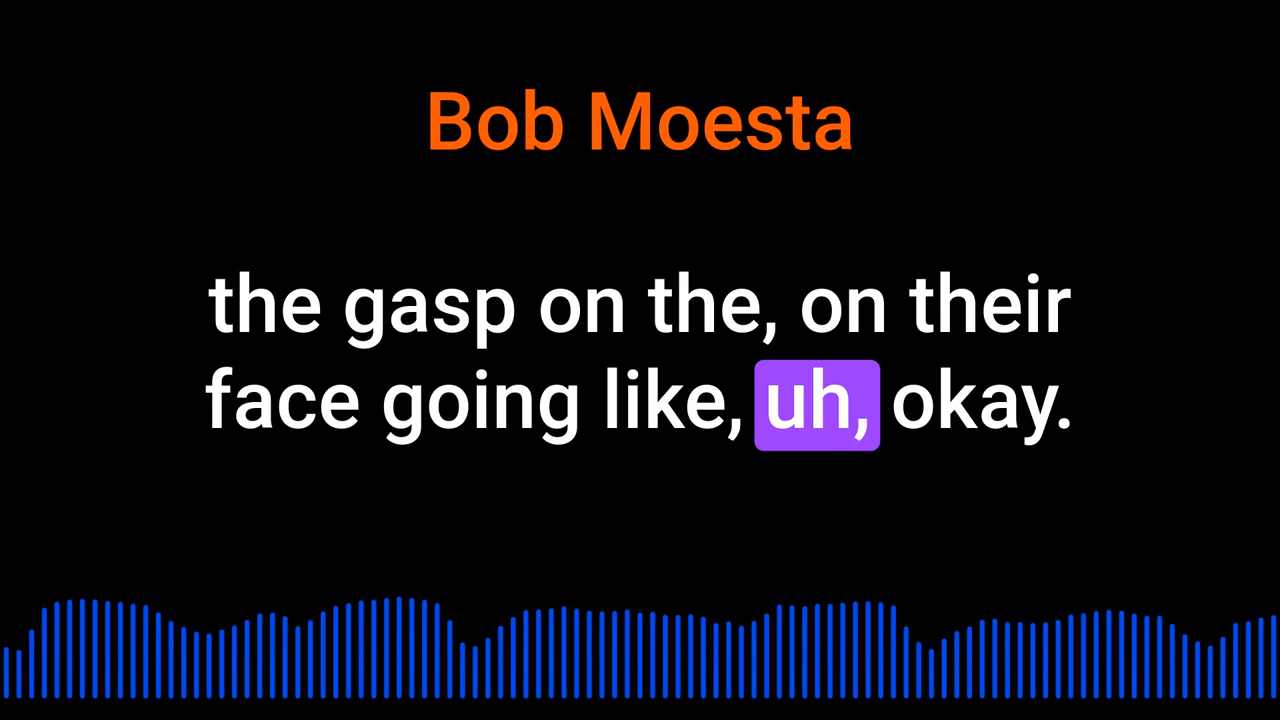 Bob Moesta
the gasp on the, on their
face going like, uh, okay.